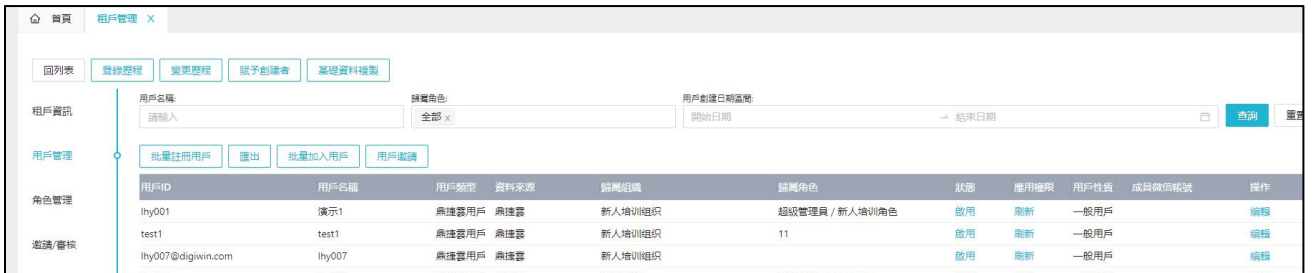 首頁 租戶管理 X
回列表 登錄歷程 變更歷程 賦予創建者 基礎資料複製
租戶資訊
用戶管理
角色管理
邀請/審核
用戶名稱: 歸屬角色: 用戶創建日期區間:
請輸入 全部 x 開始日期 → 結束日期 查詢 重置
批量註冊用戶 匯出 批量加入用戶 用戶邀請
用戶ID 用戶名稱 用戶類型 資料來源 歸屬組織 歸屬角色 狀態 應用權限 用戶性質 成員微信帳號 操作
lhy001 演示1 鼎捷雲用戶 鼎捷雲 新人培训组织 超级管理員 / 新人培训角色 啟用 刷新 一般用戶 編輯
test1 test1 鼎捷雲用戶 鼎捷雲 新人培训组织 11 啟用 刷新 一般用戶 編輯
lhy007@digiwin.com lhy007 鼎捷雲用戶 鼎捷雲 新人培训组织 啟用 刷新 一般用戶 編輯